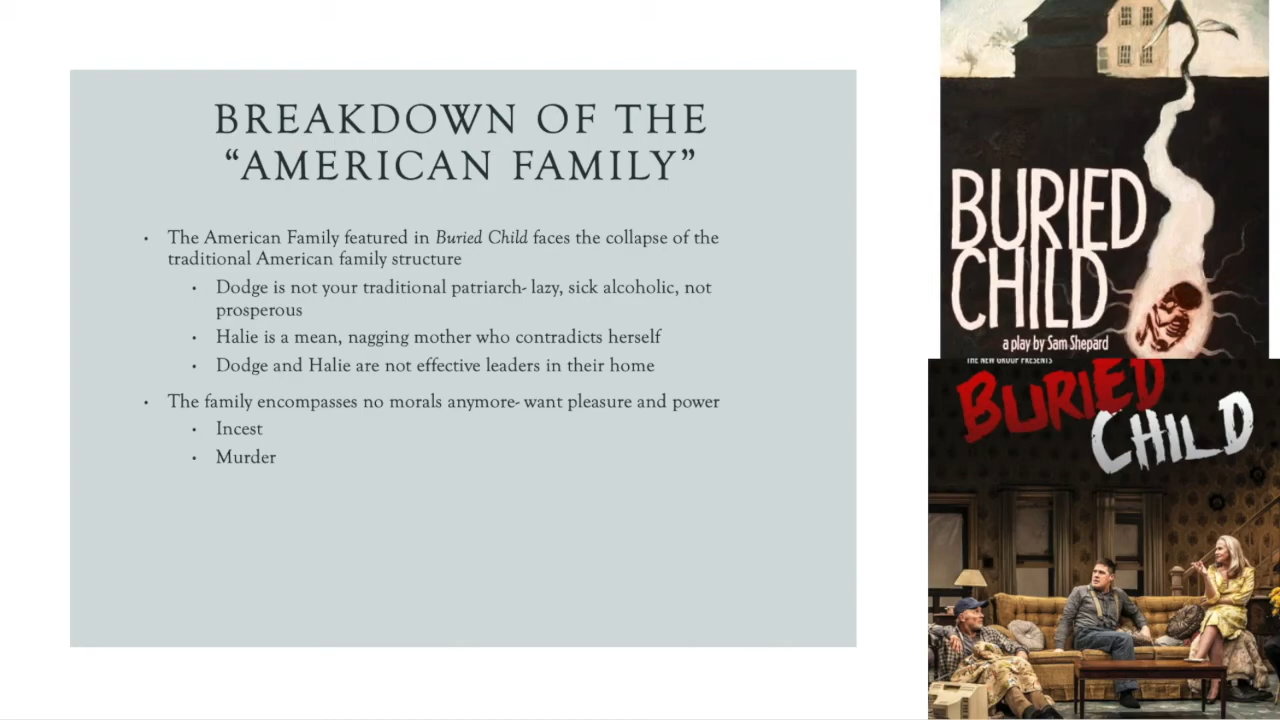 BREAKDOWN OF THE
“AMERICAN FAMILY”
• The American Family featured in Buried Child faces the collapse of the
traditional American family structure
• Dodge is not your traditional patriarch- lazy, sick alcoholic, not
prosperous
• Halie is a mean, nagging mother who contradicts herself
• Dodge and Halie are not effective leaders in their home
• The family encompasses no morals anymore- want pleasure and power
• Incest
• Murder
BURIED
CHILD
a play by Sam Shepard
THE NEW GROUP PRESENTS
BURIED
CHILD